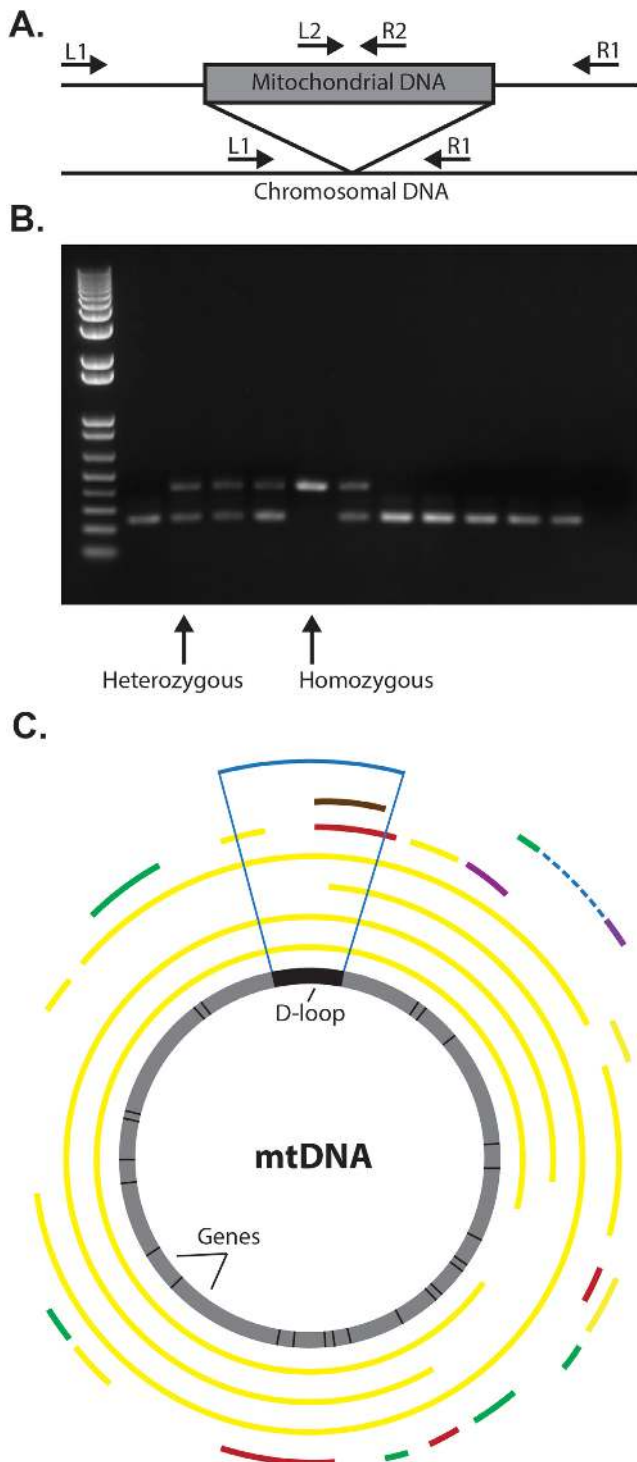 A.
L1
L2
R2
R1
Mitochondrial DNA
L1
R1
Chromosomal DNA
B.
Heterozygous
Homozygous
C.
D-loop
mtDNA
Genes